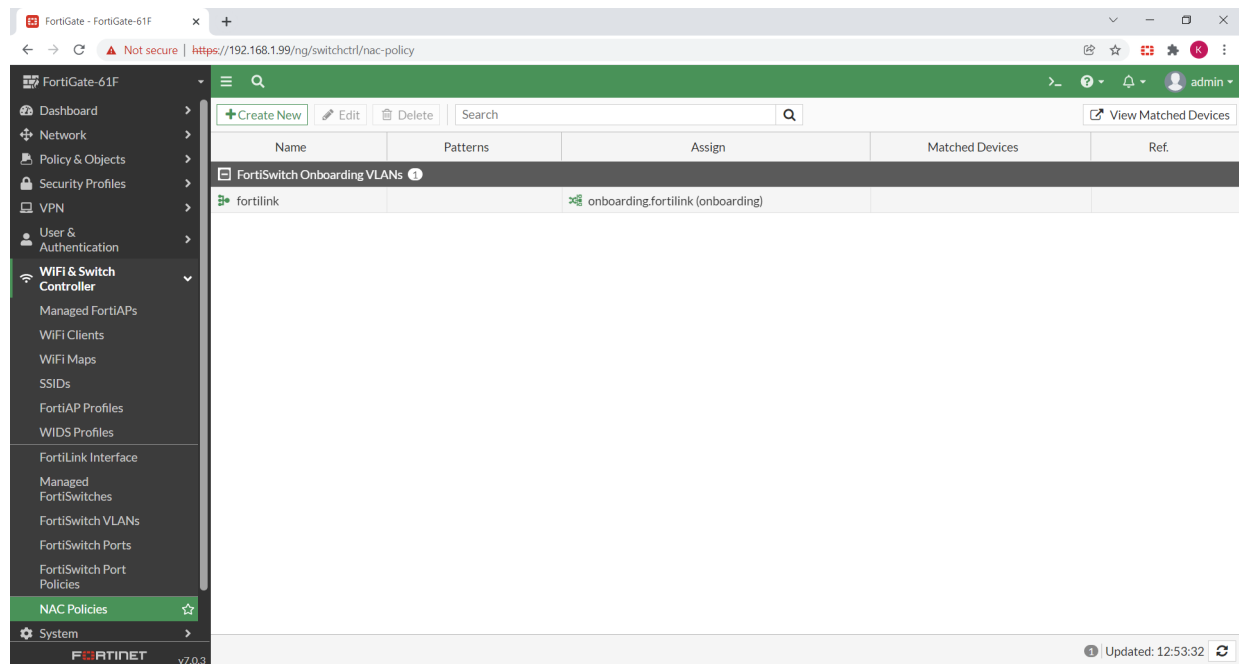 FortiGate - FortiGate-61F
Not secure | https://192.168.1.99/ng/switchctrl/nac-policy
K
FortiGate-61F
admin
Dashboard
Network
Policy & Objects
Security Profiles
VPN
User &
Authentication
WiFi & Switch
Controller
Managed FortiAPs
WiFi Clients
WiFi Maps
SSIDs
FortiAP Profiles
WIDS Profiles
FortiLink Interface
Managed
FortiSwitches
FortiSwitch VLANs
FortiSwitch Ports
FortiSwitch Port
Policies
NAC Policies
System
FORTINET v7.0.3
Create New Edit Delete Search View Matched Devices
Name Patterns Assign Matched Devices Ref.
FortiSwitch Onboarding VLANs 1
fortilink onboarding.fortilink (onboarding)
1 Updated: 12:53:32